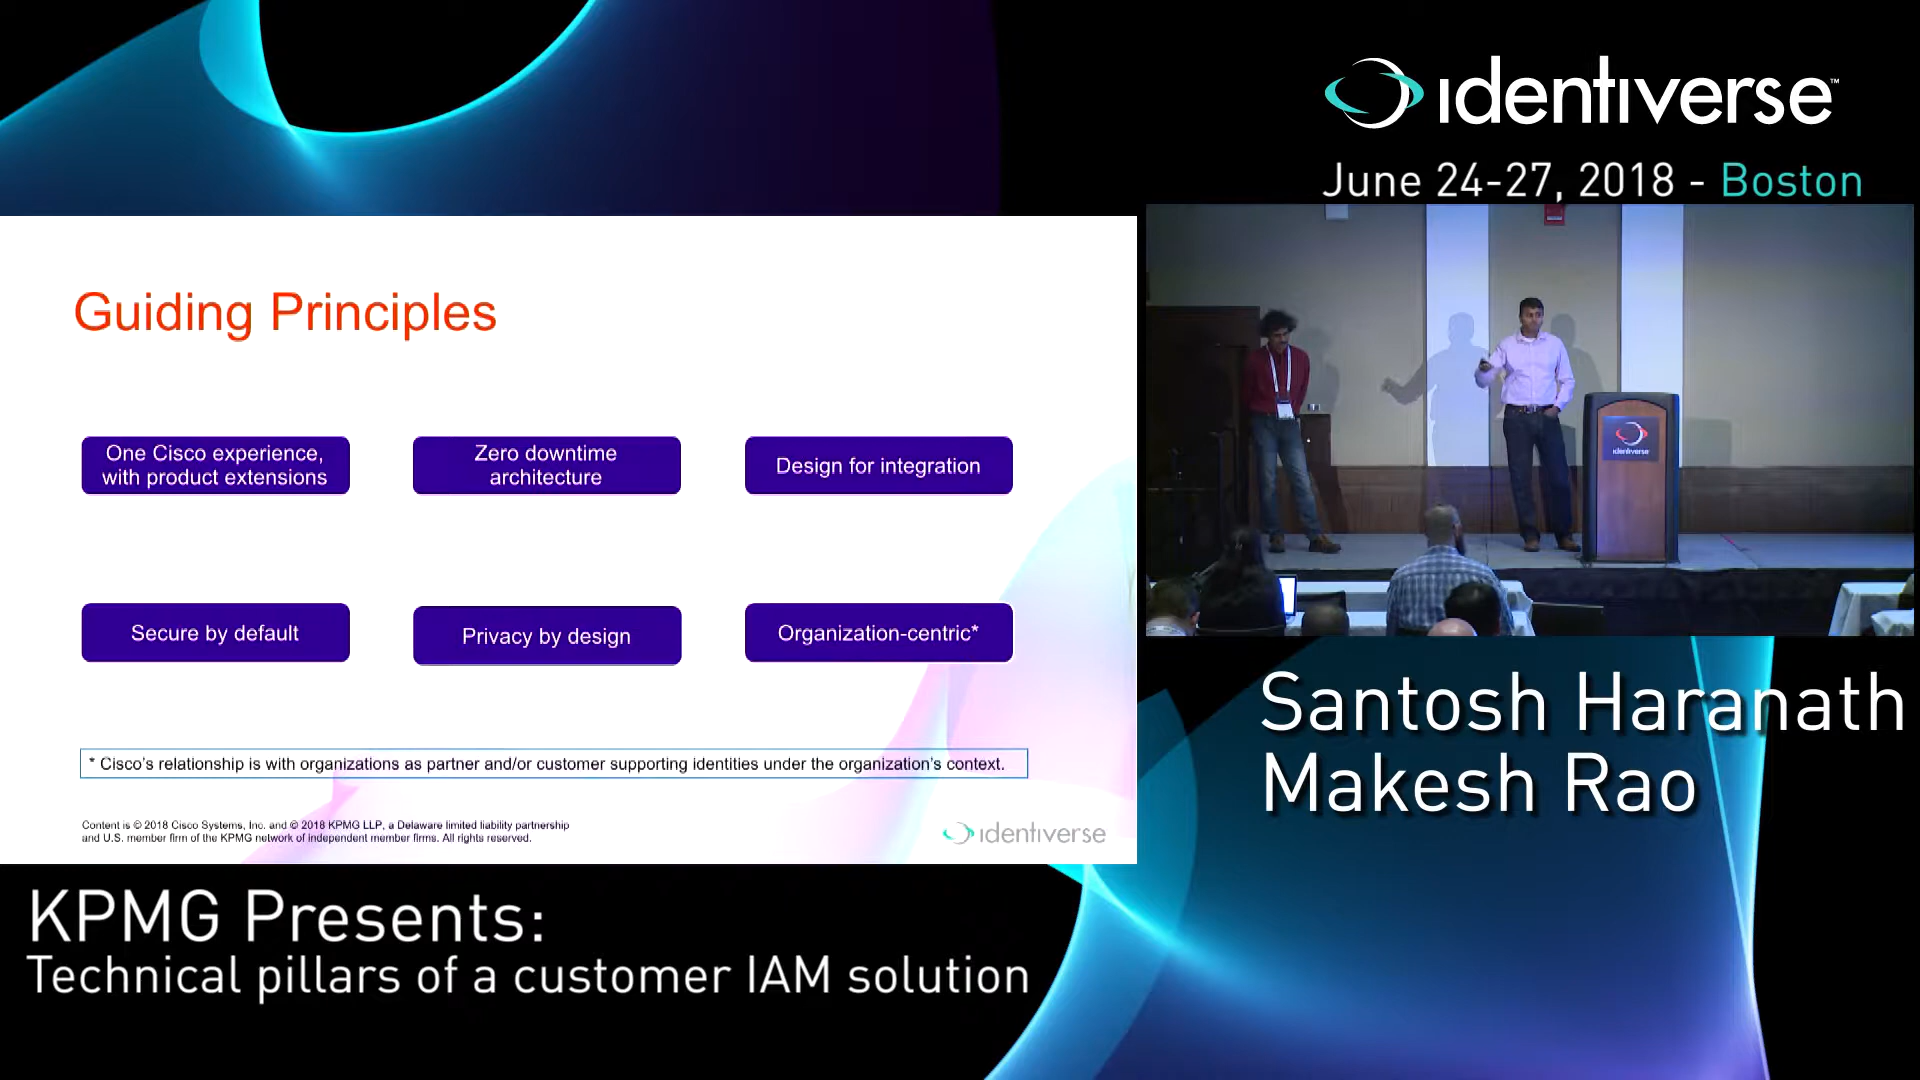 identiverse™
June 24-27, 2018 - Boston
Guiding Principles
One Cisco experience,
with product extensions
Zero downtime
architecture
Design for integration
Secure by default
Privacy by design
Organization-centric*
* Cisco's relationship is with organizations as partner and/or customer supporting identities under the organization's context.
Content is © 2018 Cisco Systems, Inc. and © 2018 KPMG LLP, a Delaware limited liability partnership
and U.S. member firm of the KPMG network of independent member firms. All rights reserved.
identiverse
identiverse
Santosh Haranath
Makesh Rao
KPMG Presents:
Technical pillars of a customer IAM solution